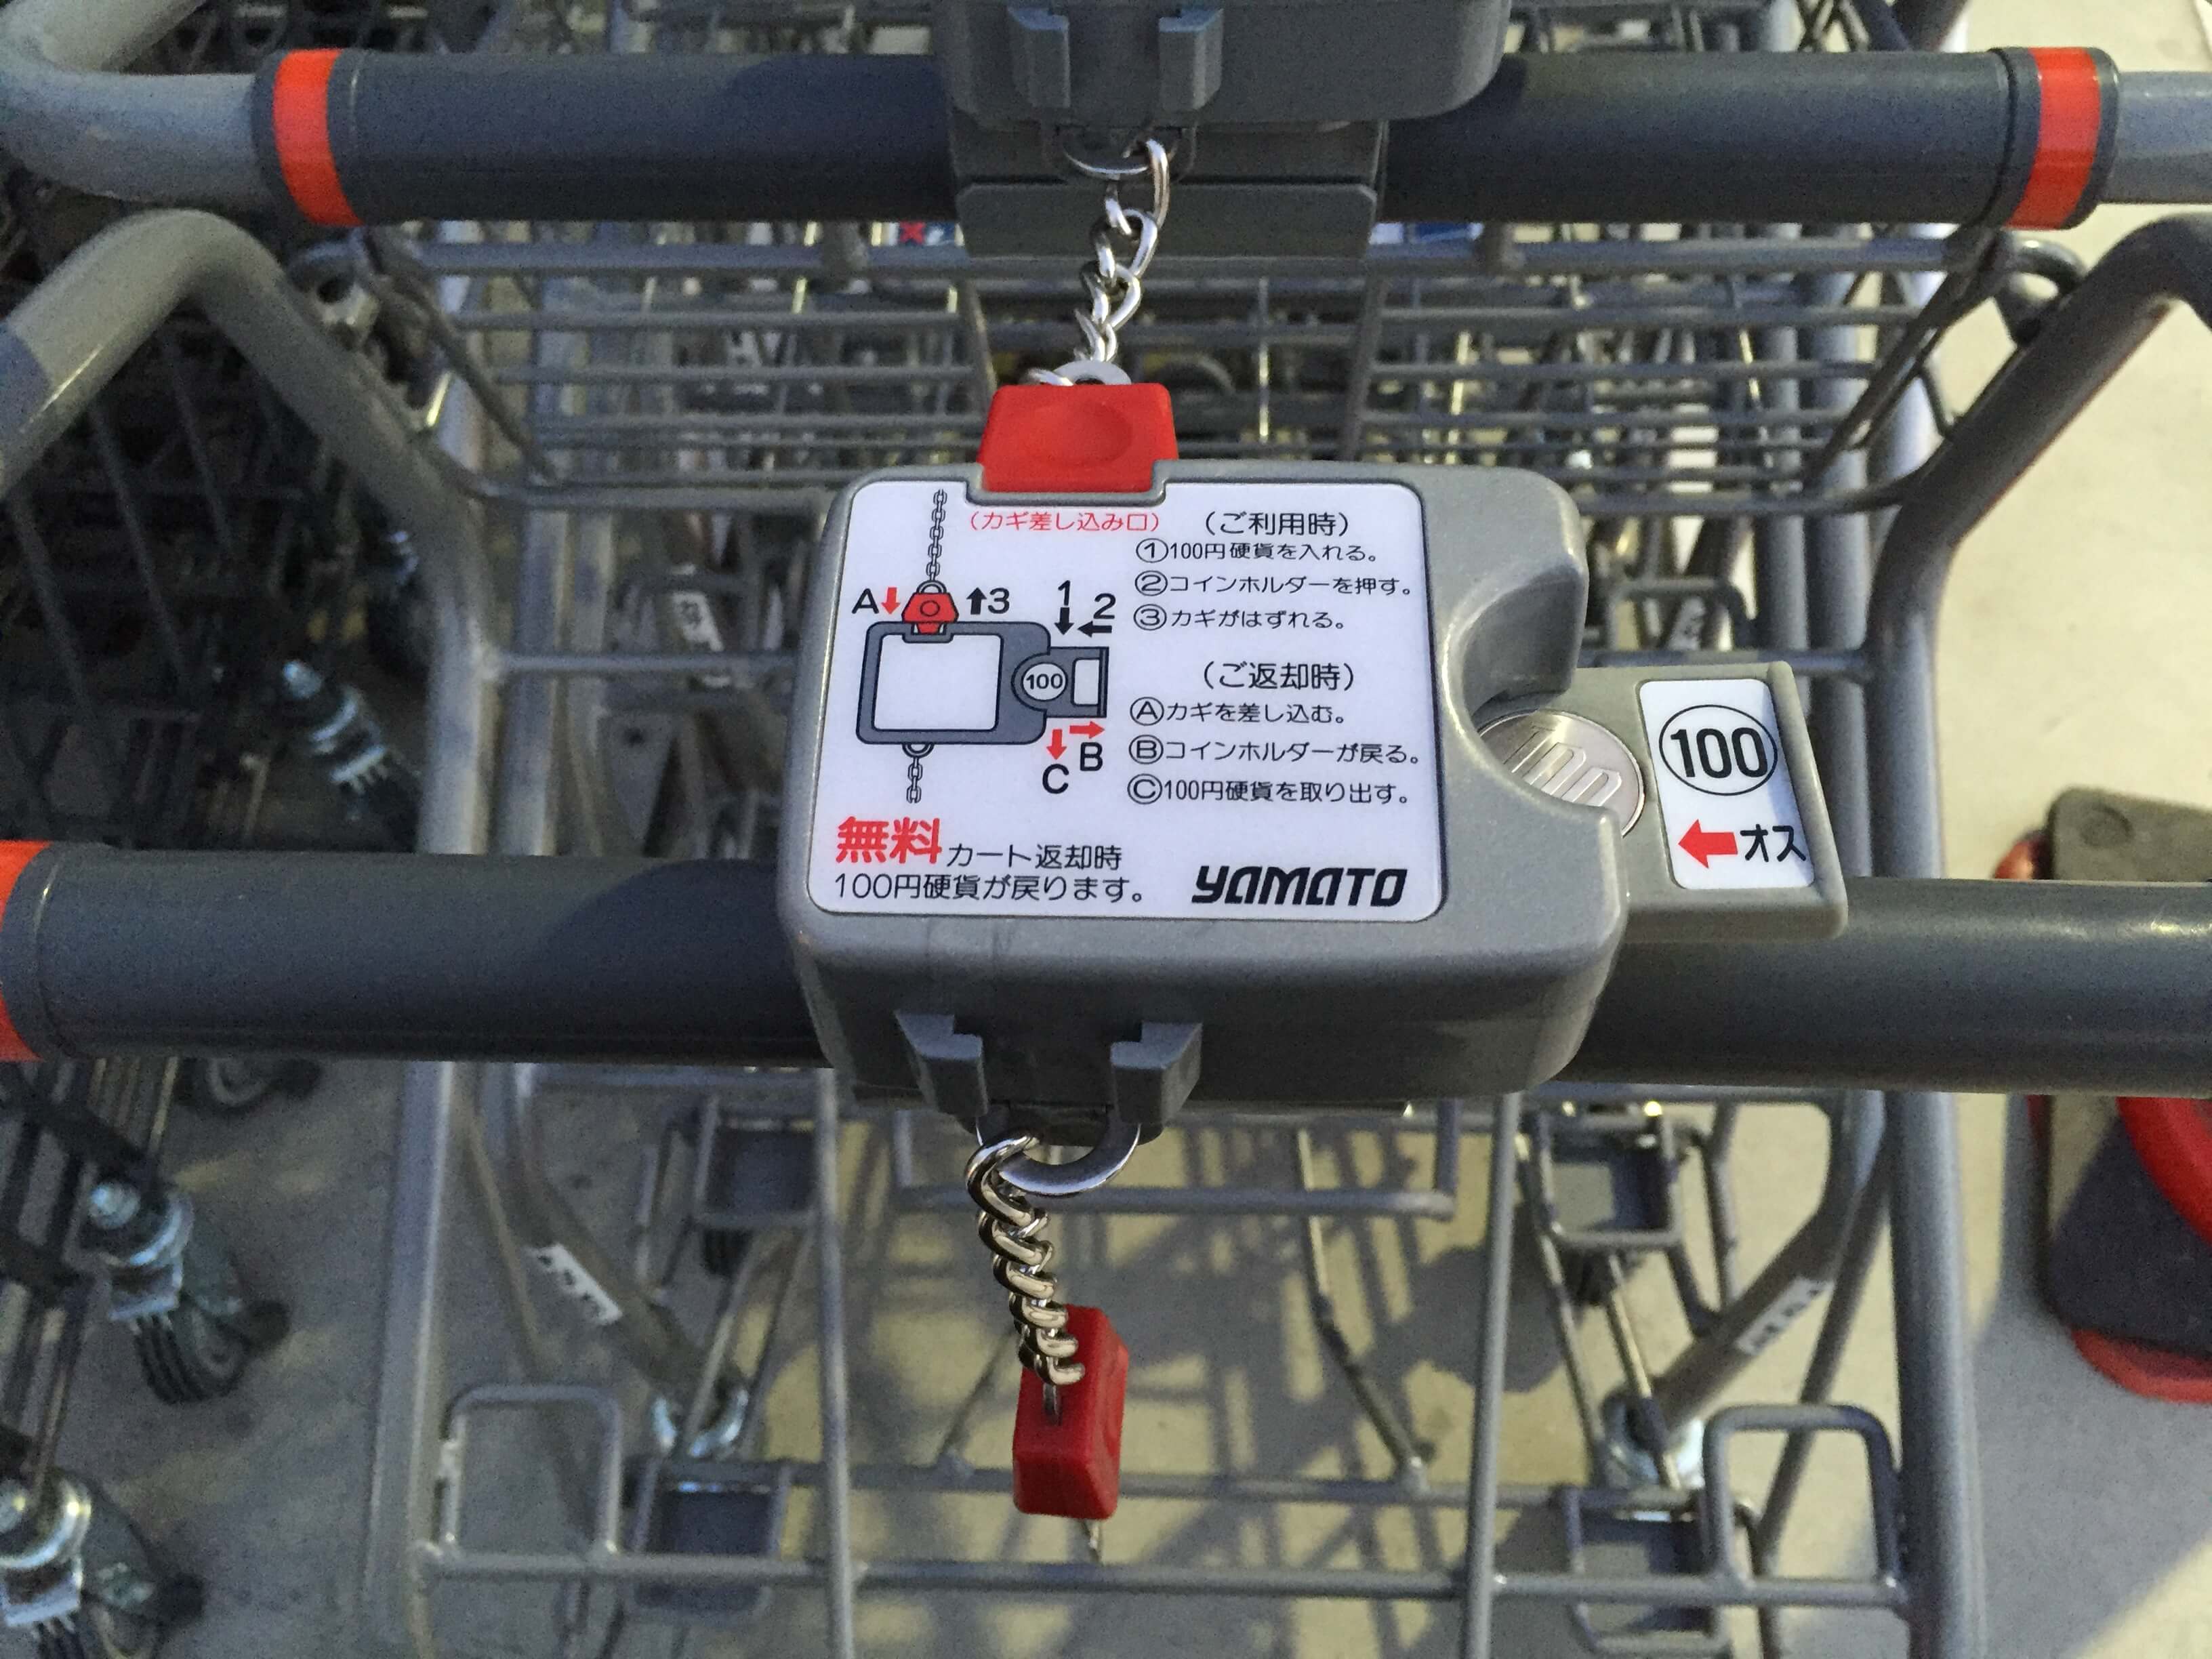 (カギ差し込み口)
(ご利用時)
①100円硬貨を入れる。
②コインホルダーを押す。
③カギがはずれる。
A
3
1
2
100
B
C
(ご返却時)
Ⓐカギを差し込む。
Ⓑコインホルダーが戻る。
Ⓒ100円硬貨を取り出す。
無料カート返却時
100円硬貨が戻ります。
YAMATO
100
100
←オス